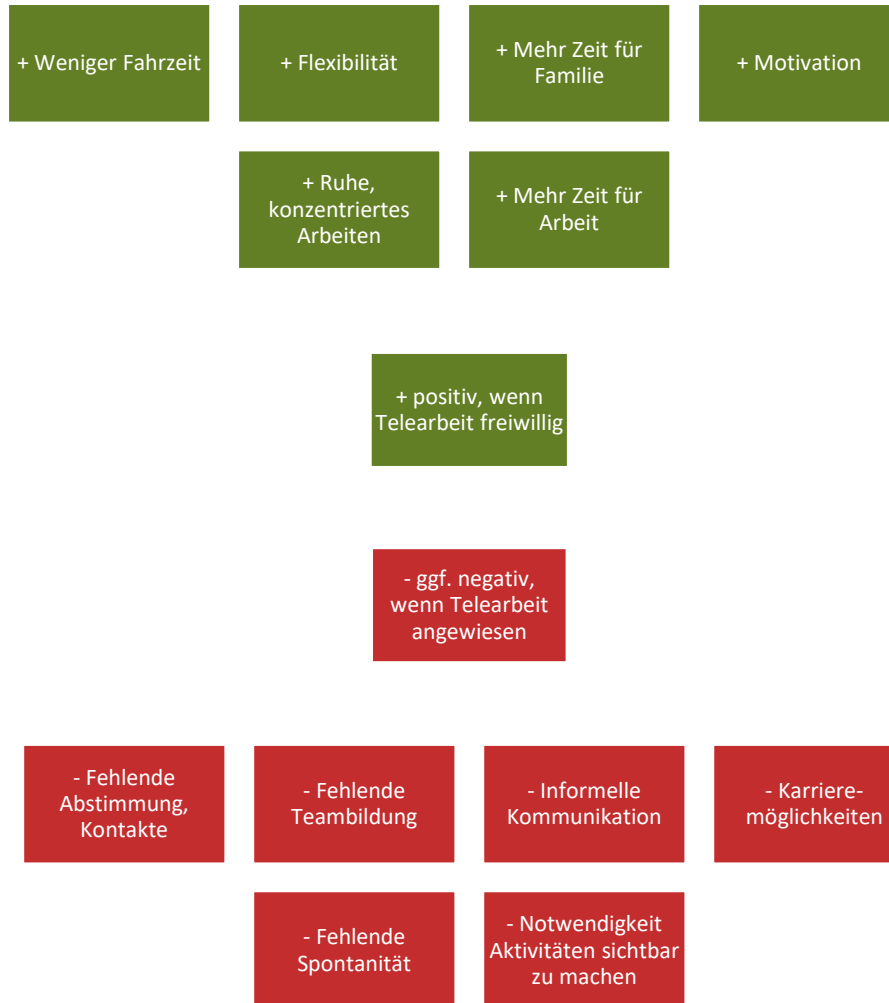 + Weniger Fahrzeit
+ Flexibilität
+ Mehr Zeit für
Familie
+ Motivation
+ Ruhe,
konzentriertes
Arbeiten
+ Mehr Zeit für
Arbeit
+ positiv, wenn
Telearbeit freiwillig
- ggf. negativ,
wenn Telearbeit
angewiesen
- Fehlende
Abstimmung,
Kontakte
- Fehlende
Teambildung
- Informelle
Kommunikation
- Karriere-
möglichkeiten
- Fehlende
Spontanität
- Notwendigkeit
Aktivitäten sichtbar
zu machen